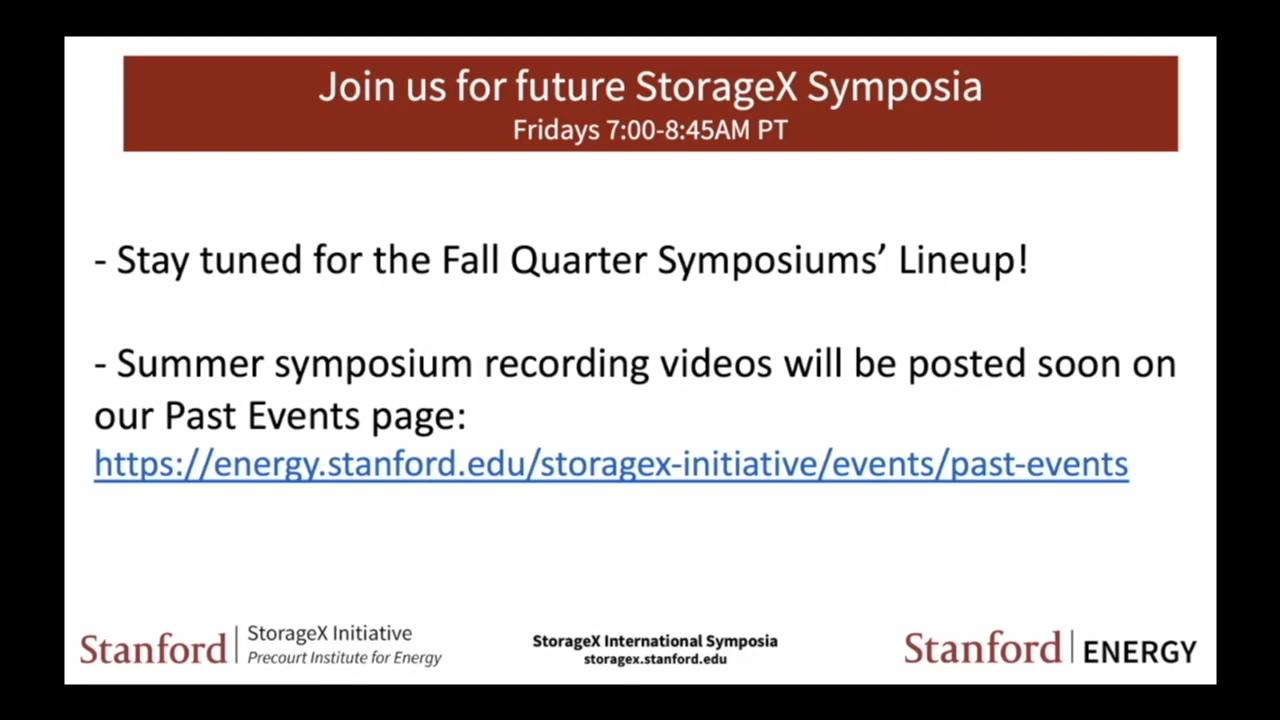 Join us for future StorageX Symposia
Fridays 7:00-8:45AM PT
- Stay tuned for the Fall Quarter Symposiums’ Lineup!
- Summer symposium recording videos will be posted soon on
our Past Events page:
https://energy.stanford.edu/storagex-initiative/events/past-events
Stanford | StorageX Initiative
Precourt Institute for Energy
StorageX International Symposia
storagex.stanford.edu
Stanford | ENERGY